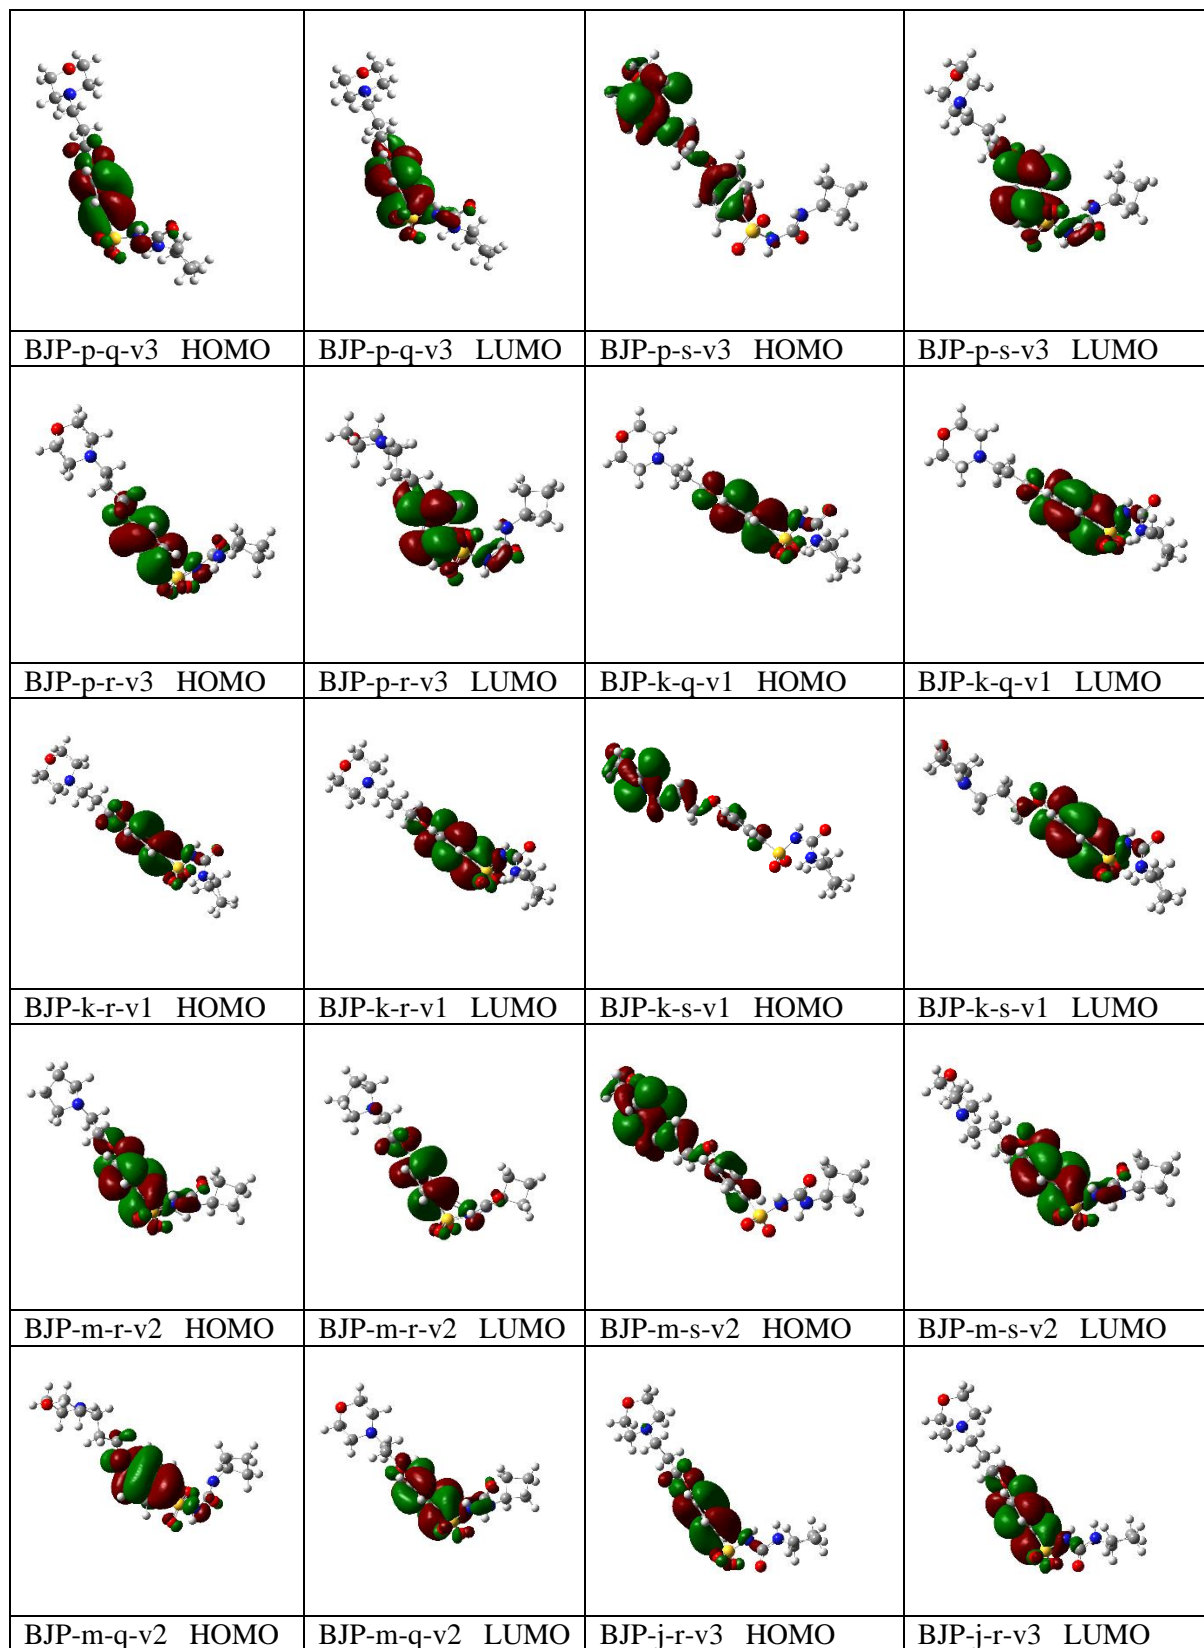 BJP-p-q-v3 HOMO BJP-p-q-v3 LUMO BJP-p-s-v3 HOMO BJP-p-s-v3 LUMO
BJP-p-r-v3 HOMO BJP-p-r-v3 LUMO BJP-k-q-v1 HOMO BJP-k-q-v1 LUMO
BJP-k-r-v1 HOMO BJP-k-r-v1 LUMO BJP-k-s-v1 HOMO BJP-k-s-v1 LUMO
BJP-m-r-v2 HOMO BJP-m-r-v2 LUMO BJP-m-s-v2 HOMO BJP-m-s-v2 LUMO
BJP-m-q-v2 HOMO BJP-m-q-v2 LUMO BJP-j-r-v3 HOMO BJP-j-r-v3 LUMO